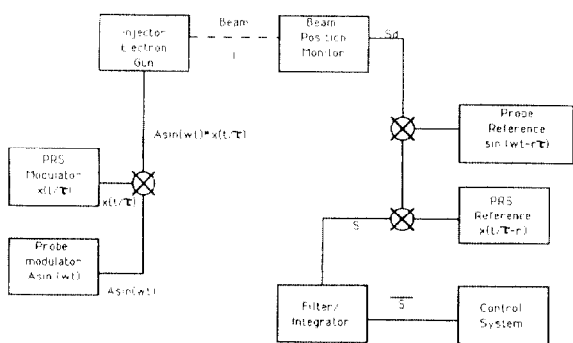 Injector
Electron
Gun
Beam
I
Beam
Position
Monitor
Sd
Asin(wt)*x(t/τ)
PRS
Modulator
x(t/τ)
x(t/τ)
Probe
modulator
Asin(wt)
Asin(wt)
Probe
Reference
sin(wt-rτ)
PRS
Reference
x(t/τ-r)
S
Filter/
Integrator
S
Control
System